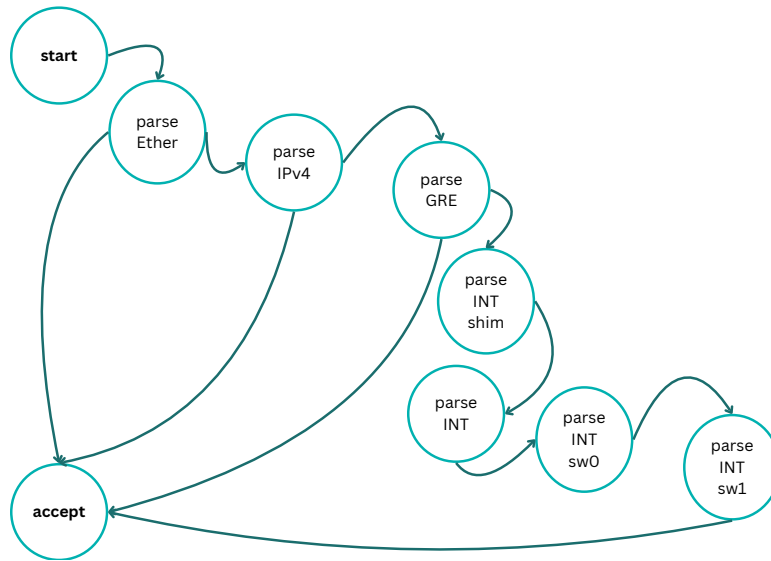 start
parse
Ether
parse
IPv4
parse
GRE
parse
INT
shim
parse
INT
parse
INT
sw0
parse
INT
sw1
accept